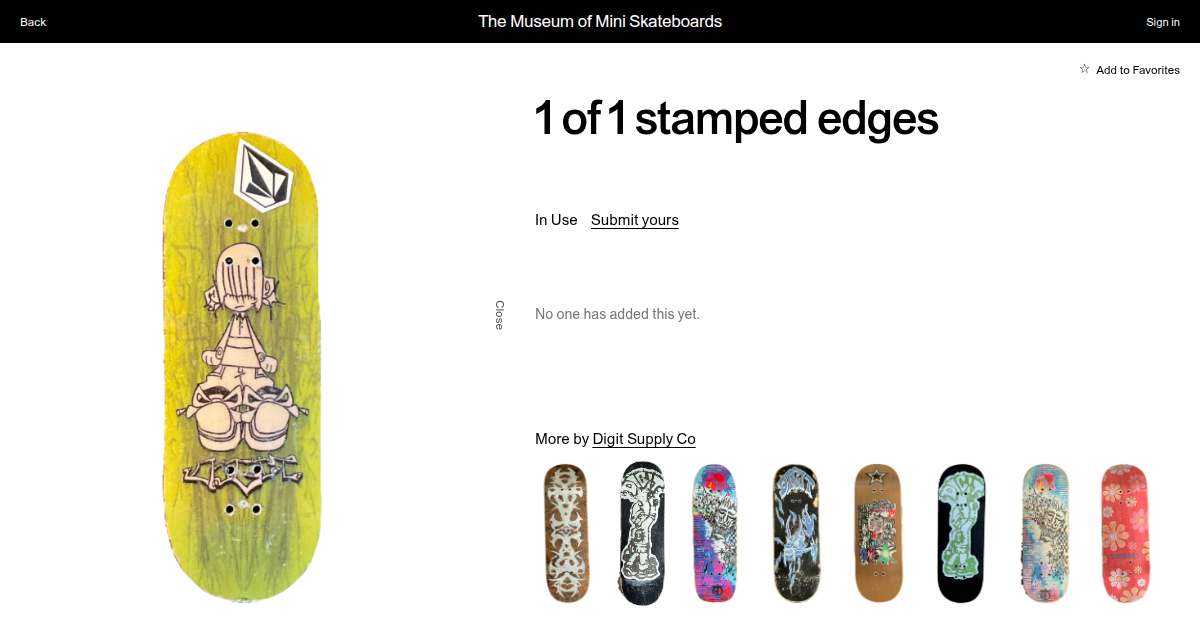 Back
The Museum of Mini Skateboards
Sign in
☆ Add to Favorites
1 of 1 stamped edges
In Use Submit yours
Close
No one has added this yet.
More by Digit Supply Co